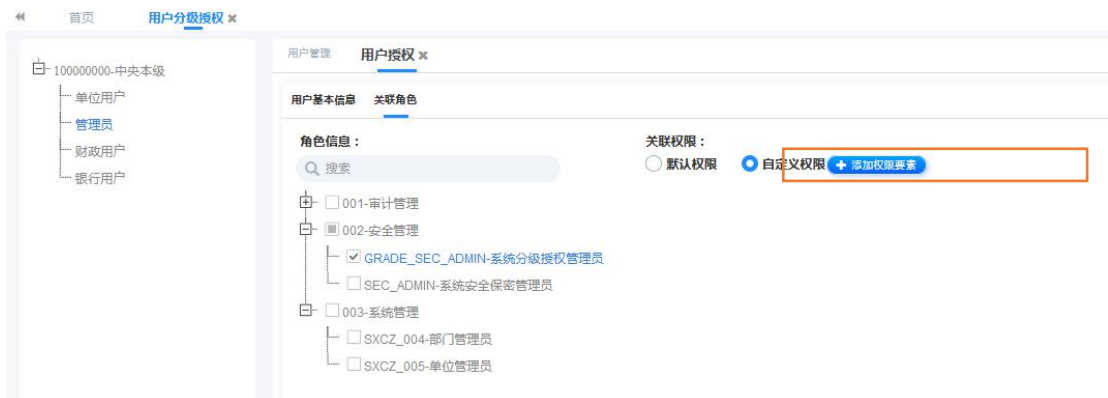 首页 用户分级授权
100000000-中央本级
单位用户
管理员
财政用户
银行用户
用户管理 用户授权
用户基本信息 关联角色
角色信息：
搜索
001-审计管理
002-安全管理
GRADE_SEC_ADMIN-系统分级授权管理员
SEC_ADMIN-系统安全保密管理员
003-系统管理
SXCZ_004-部门管理员
SXCZ_005-单位管理员
关联权限：
默认权限 自定义权限 添加权限要素